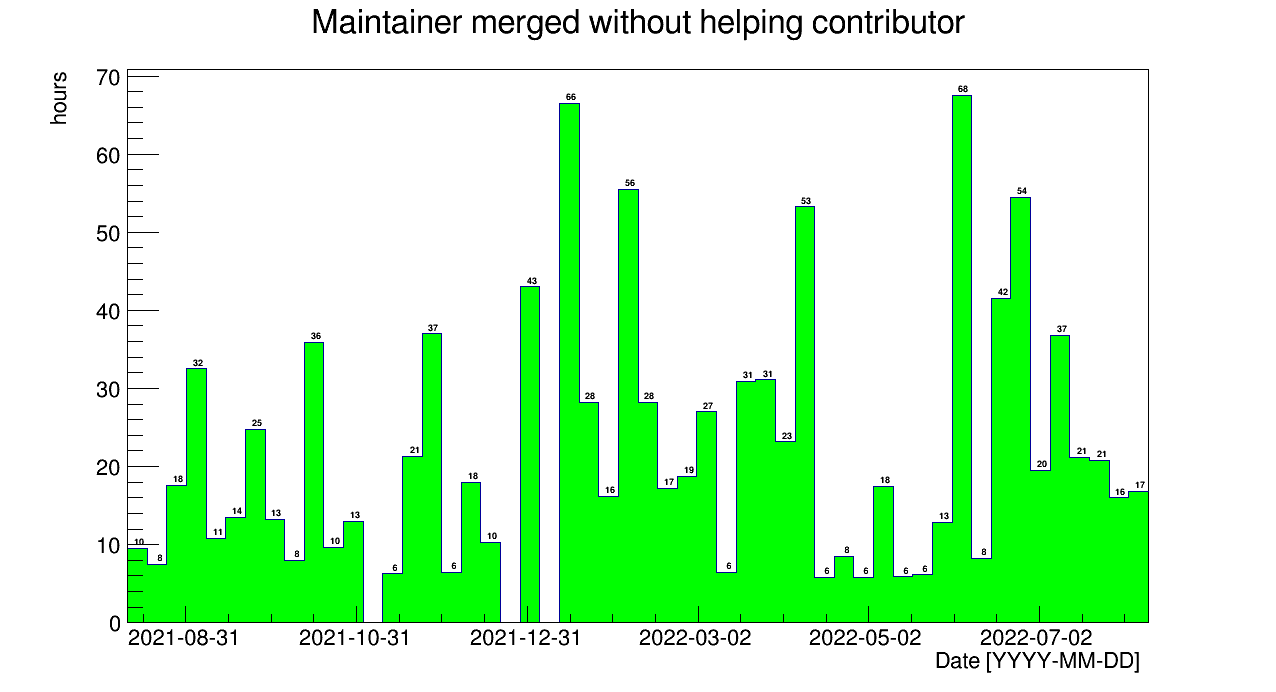 Maintainer merged without helping contributor
hours
70
60
50
40
30
20
10
0
10 8 18 32 11 14 25 13 8 36 10 13 6 21 37 6 18 10 43 66 28 16 56 28 17 19 27 6 31 31 23 53 6 8 6 18 6 6 13 68 8 42 54 20 37 21 21 16 17
2021-08-31 2021-10-31 2021-12-31 2022-03-02 2022-05-02 2022-07-02
Date [YYYY-MM-DD]